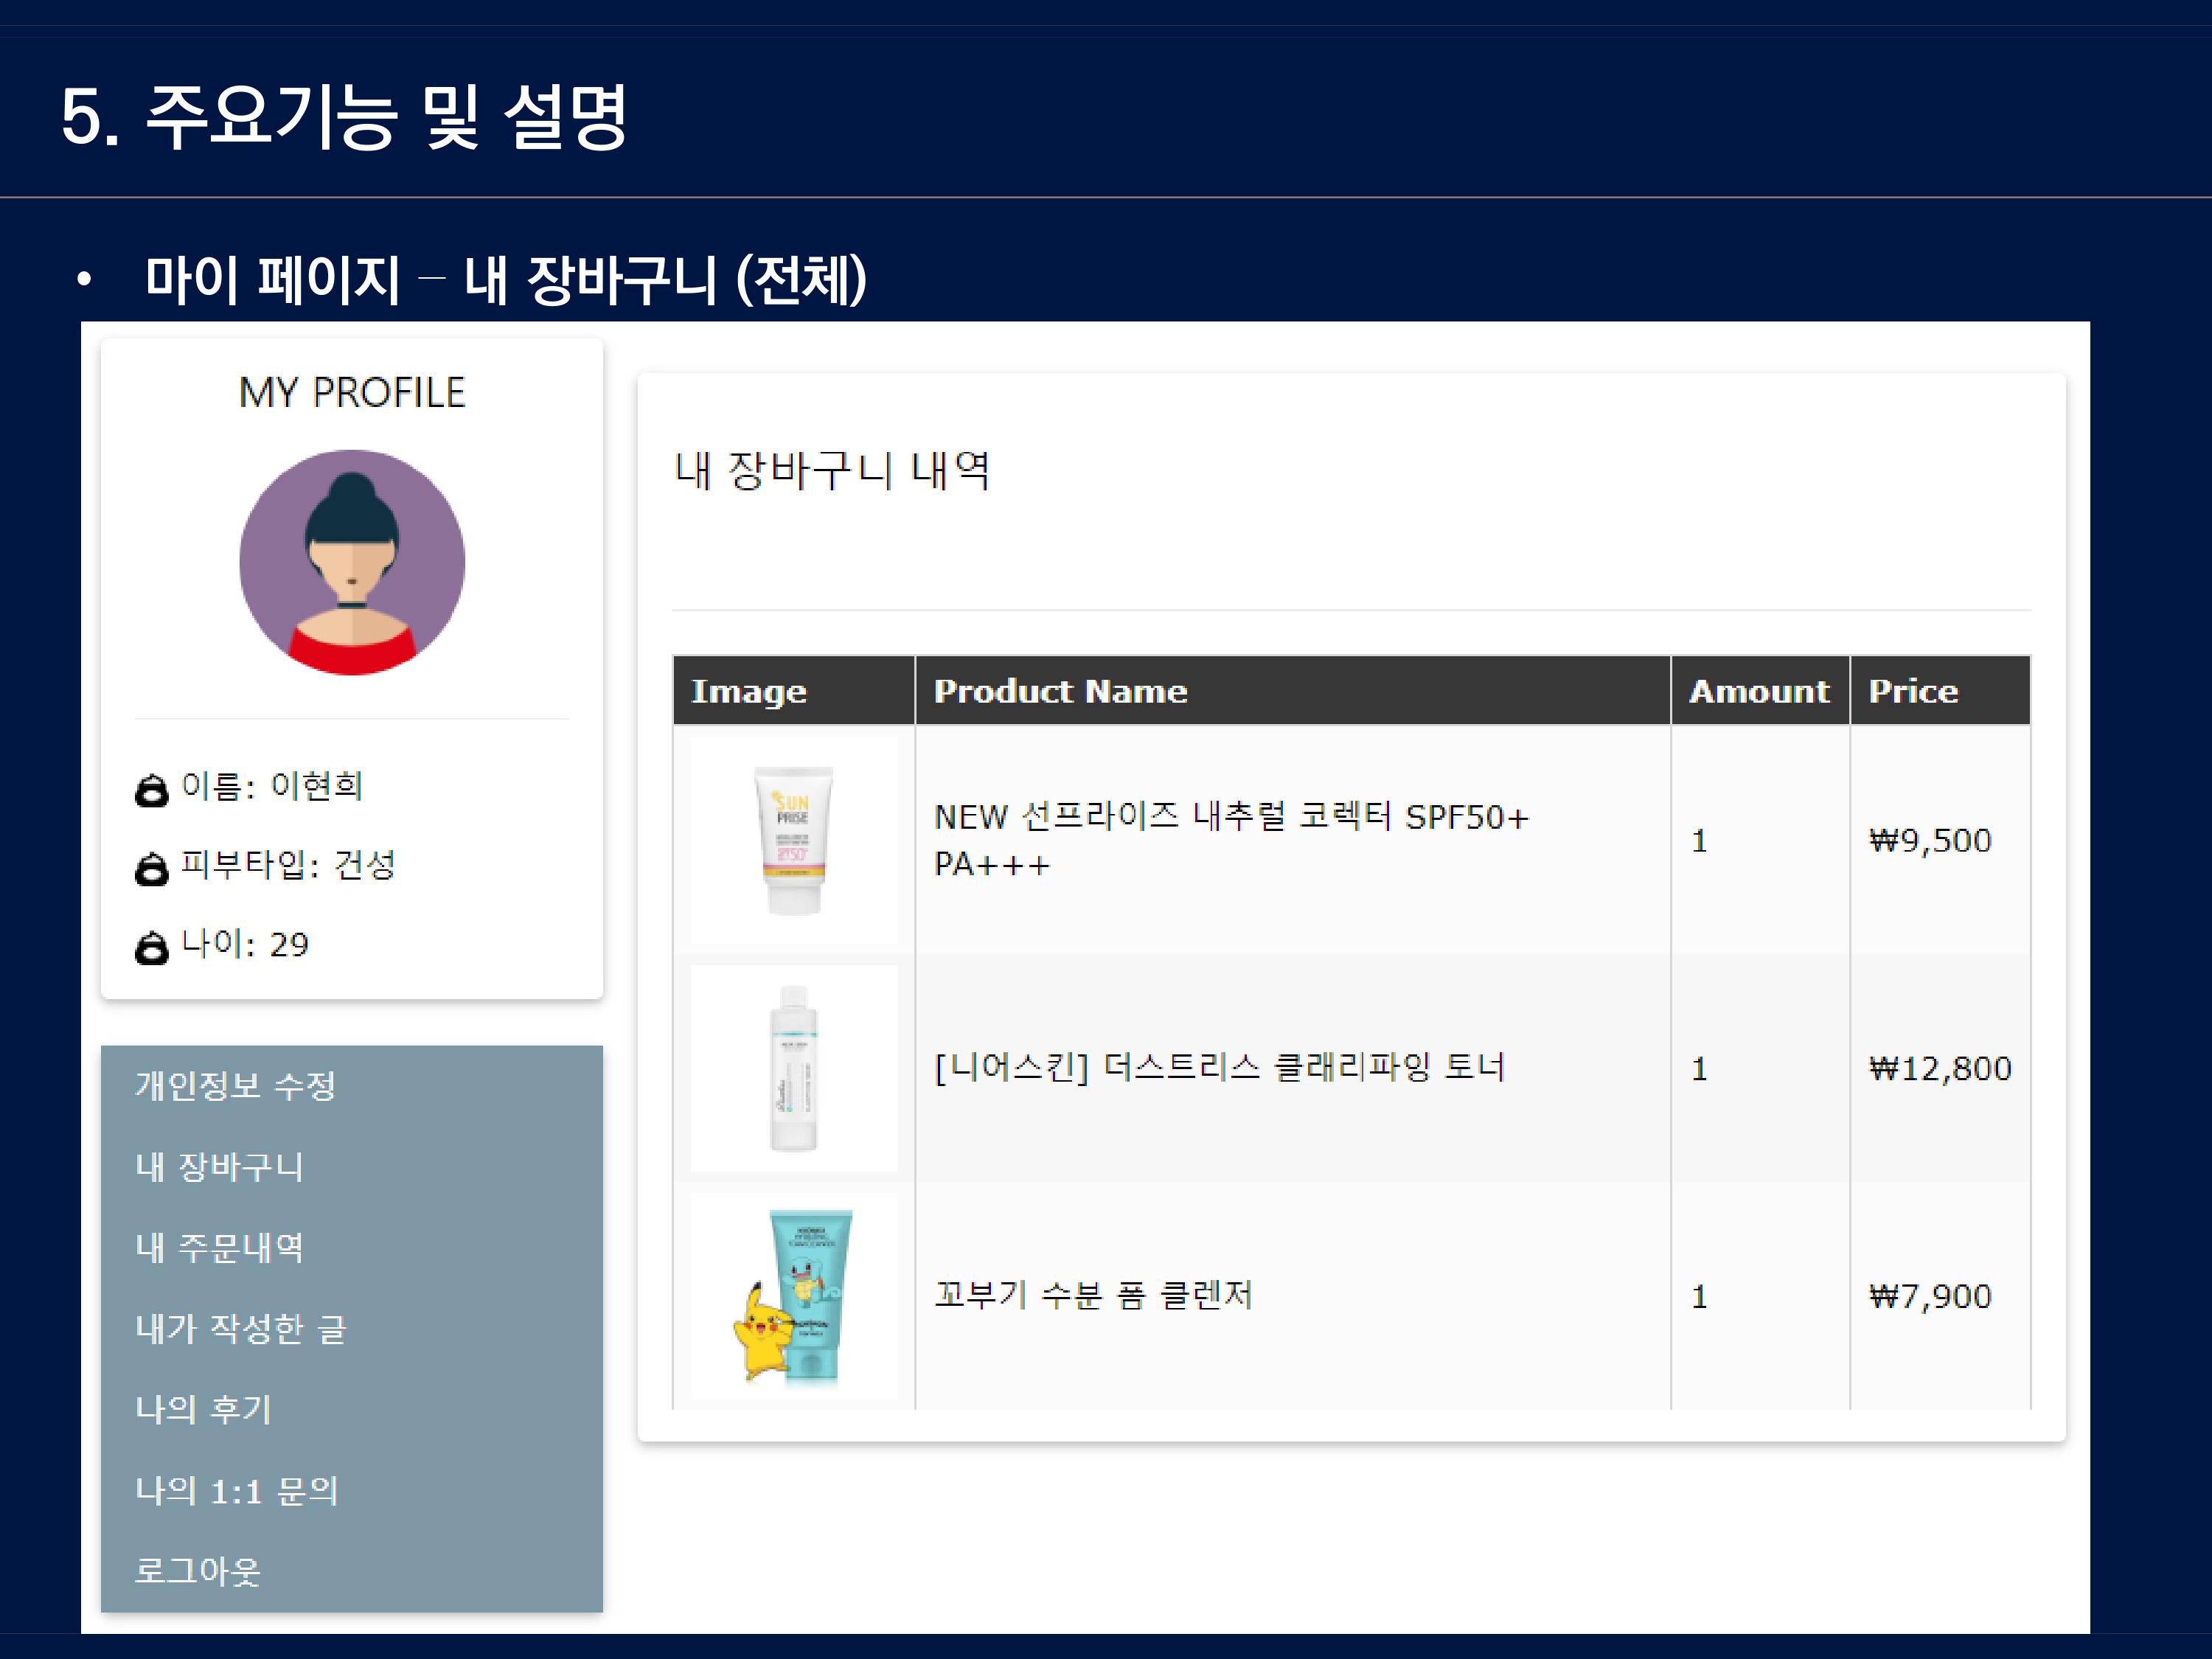 5. 주요기능 및 설명
• 마이 페이지 – 내 장바구니 (전체)
MY PROFILE
이름: 이현희
피부타입: 건성
나이: 29
개인정보 수정
내 장바구니
내 주문내역
내가 작성한 글
나의 후기
나의 1:1 문의
로그아웃
내 장바구니 내역
Image Product Name Amount Price
SUN
PRISE
NEW 선프라이즈 내추럴 코렉터 SPF50+
PA+++
1 ₩9,500
[니어스킨] 더스트리스 클래리파잉 토너 1 ₩12,800
꼬부기 수분 폼 클렌저 1 ₩7,900